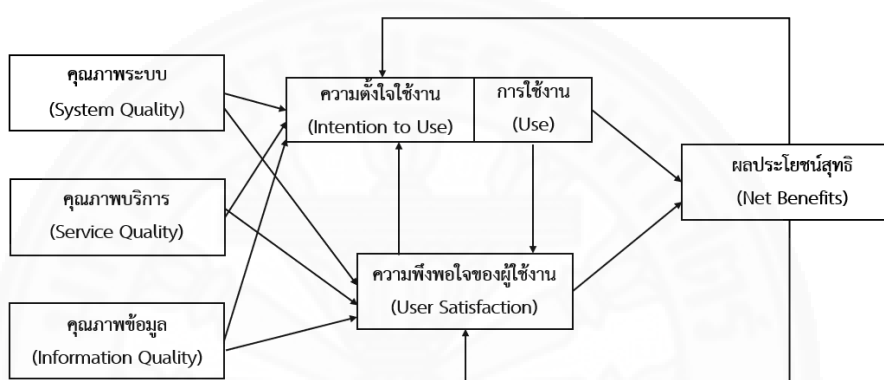 คุณภาพระบบ
(System Quality)
ความตั้งใจใช้งาน
(Intention to Use)
การใช้งาน
(Use)
ผลประโยชน์สุทธิ
(Net Benefits)
คุณภาพบริการ
(Service Quality)
ความพึงพอใจของผู้ใช้งาน
(User Satisfaction)
คุณภาพข้อมูล
(Information Quality)